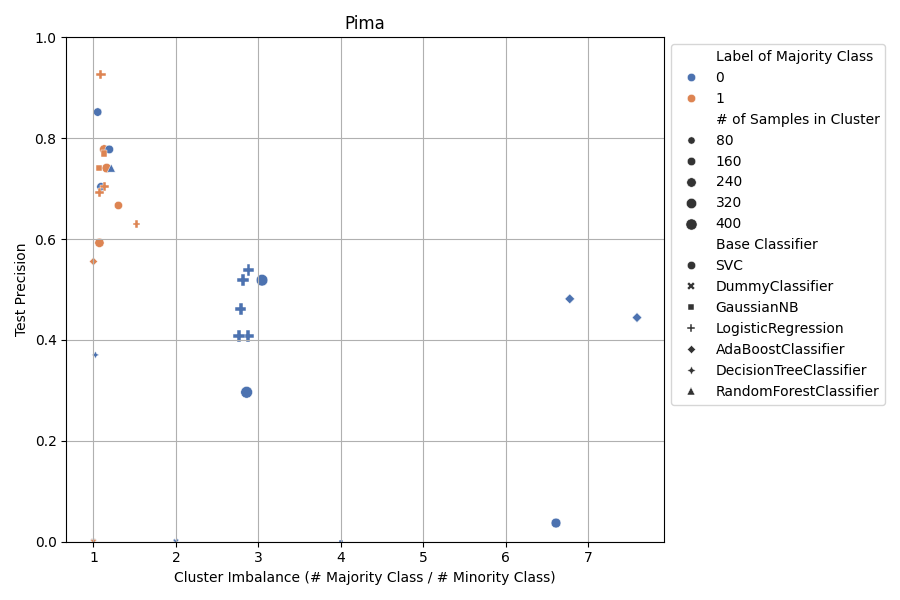 Pima
1.0
0.8
0.6
0.4
0.2
0.0
Test Precision
1
2
3
4
5
6
7
Cluster Imbalance (# Majority Class / # Minority Class)
Label of Majority Class
0
1
# of Samples in Cluster
80
160
240
320
400
Base Classifier
SVC
DummyClassifier
GaussianNB
LogisticRegression
AdaBoostClassifier
DecisionTreeClassifier
RandomForestClassifier